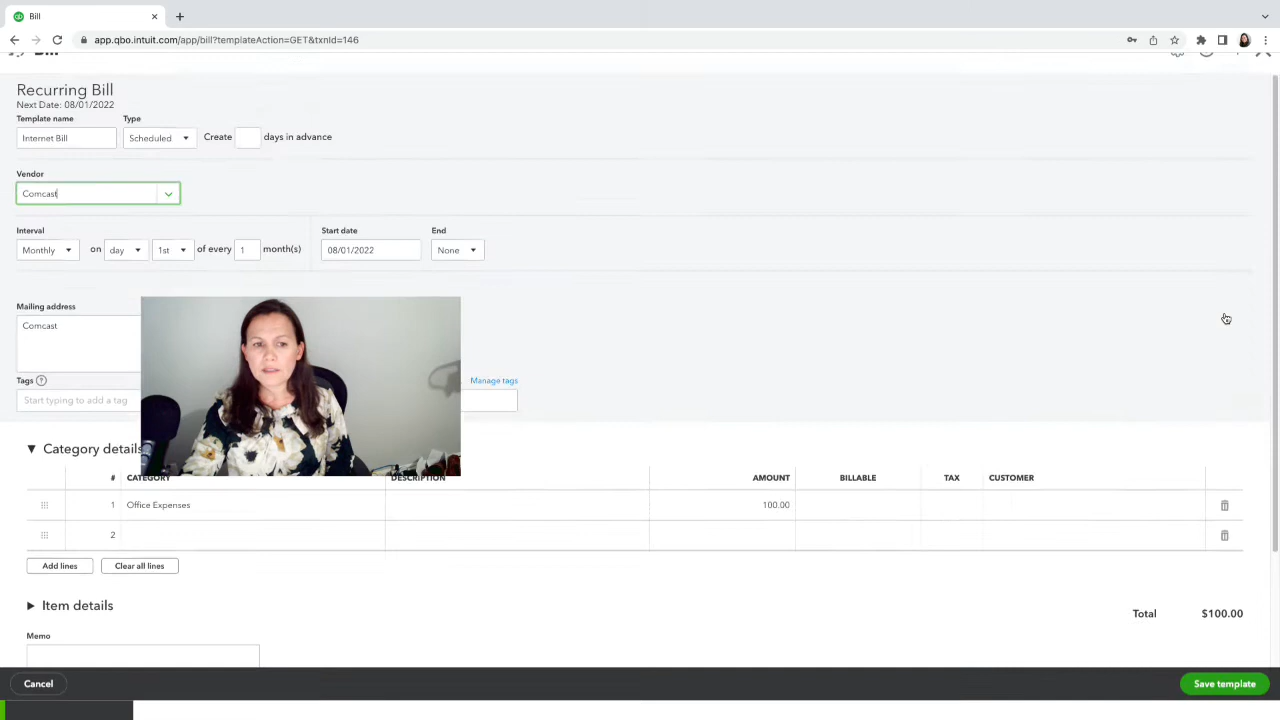 Bill
app.qbo.intuit.com/app/bill?templateAction=GET&txnId=146
Recurring Bill
Next Date: 08/01/2022
Template name
Type
Internet Bill
Scheduled
Create
days in advance
Vendor
Comcast
Interval
Start date
End
Monthly
on
day
1st
of every
1
month(s)
08/01/2022
None
Mailing address
Comcast
Tags ?
Manage tags
Start typing to add a tag
Category details
# CATEGORY DESCRIPTION AMOUNT BILLABLE TAX CUSTOMER
1 Office Expenses 100.00
2
Add lines
Clear all lines
Item details
Total $100.00
Memo
Cancel
Save template